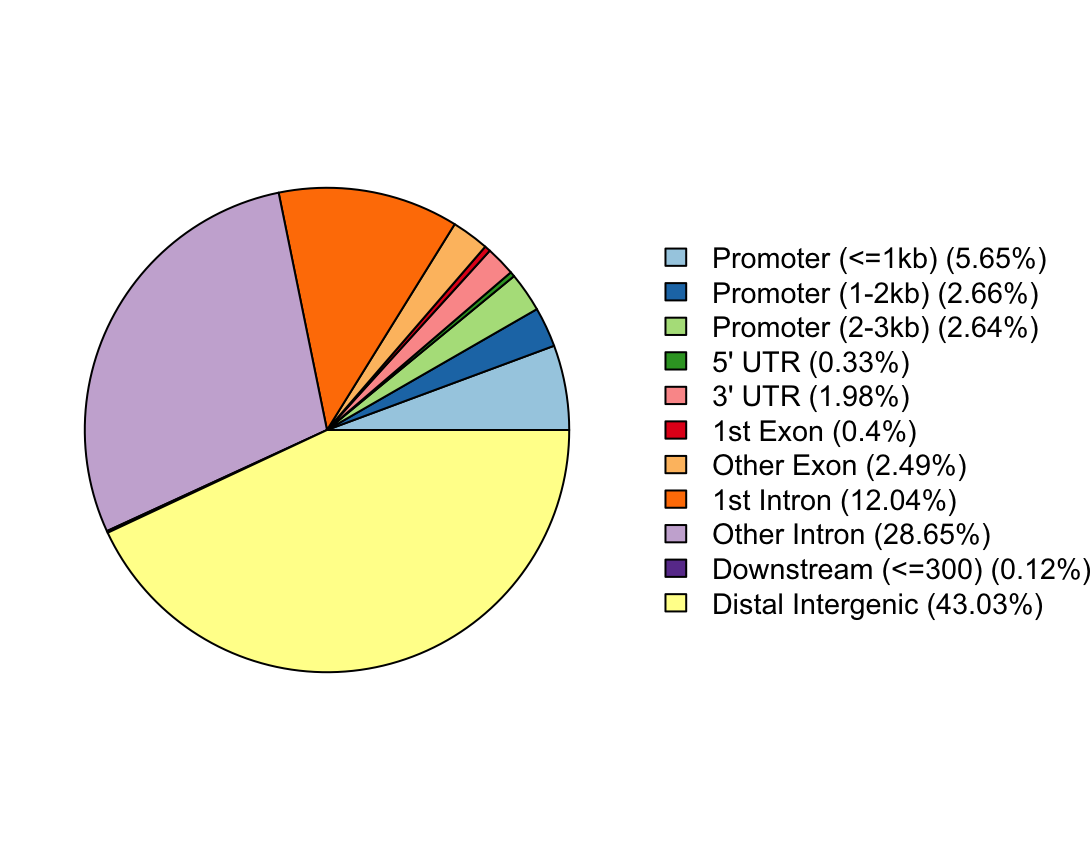 Promoter (<=1kb) (5.65%)
Promoter (1-2kb) (2.66%)
Promoter (2-3kb) (2.64%)
5' UTR (0.33%)
3' UTR (1.98%)
1st Exon (0.4%)
Other Exon (2.49%)
1st Intron (12.04%)
Other Intron (28.65%)
Downstream (<=300) (0.12%)
Distal Intergenic (43.03%)